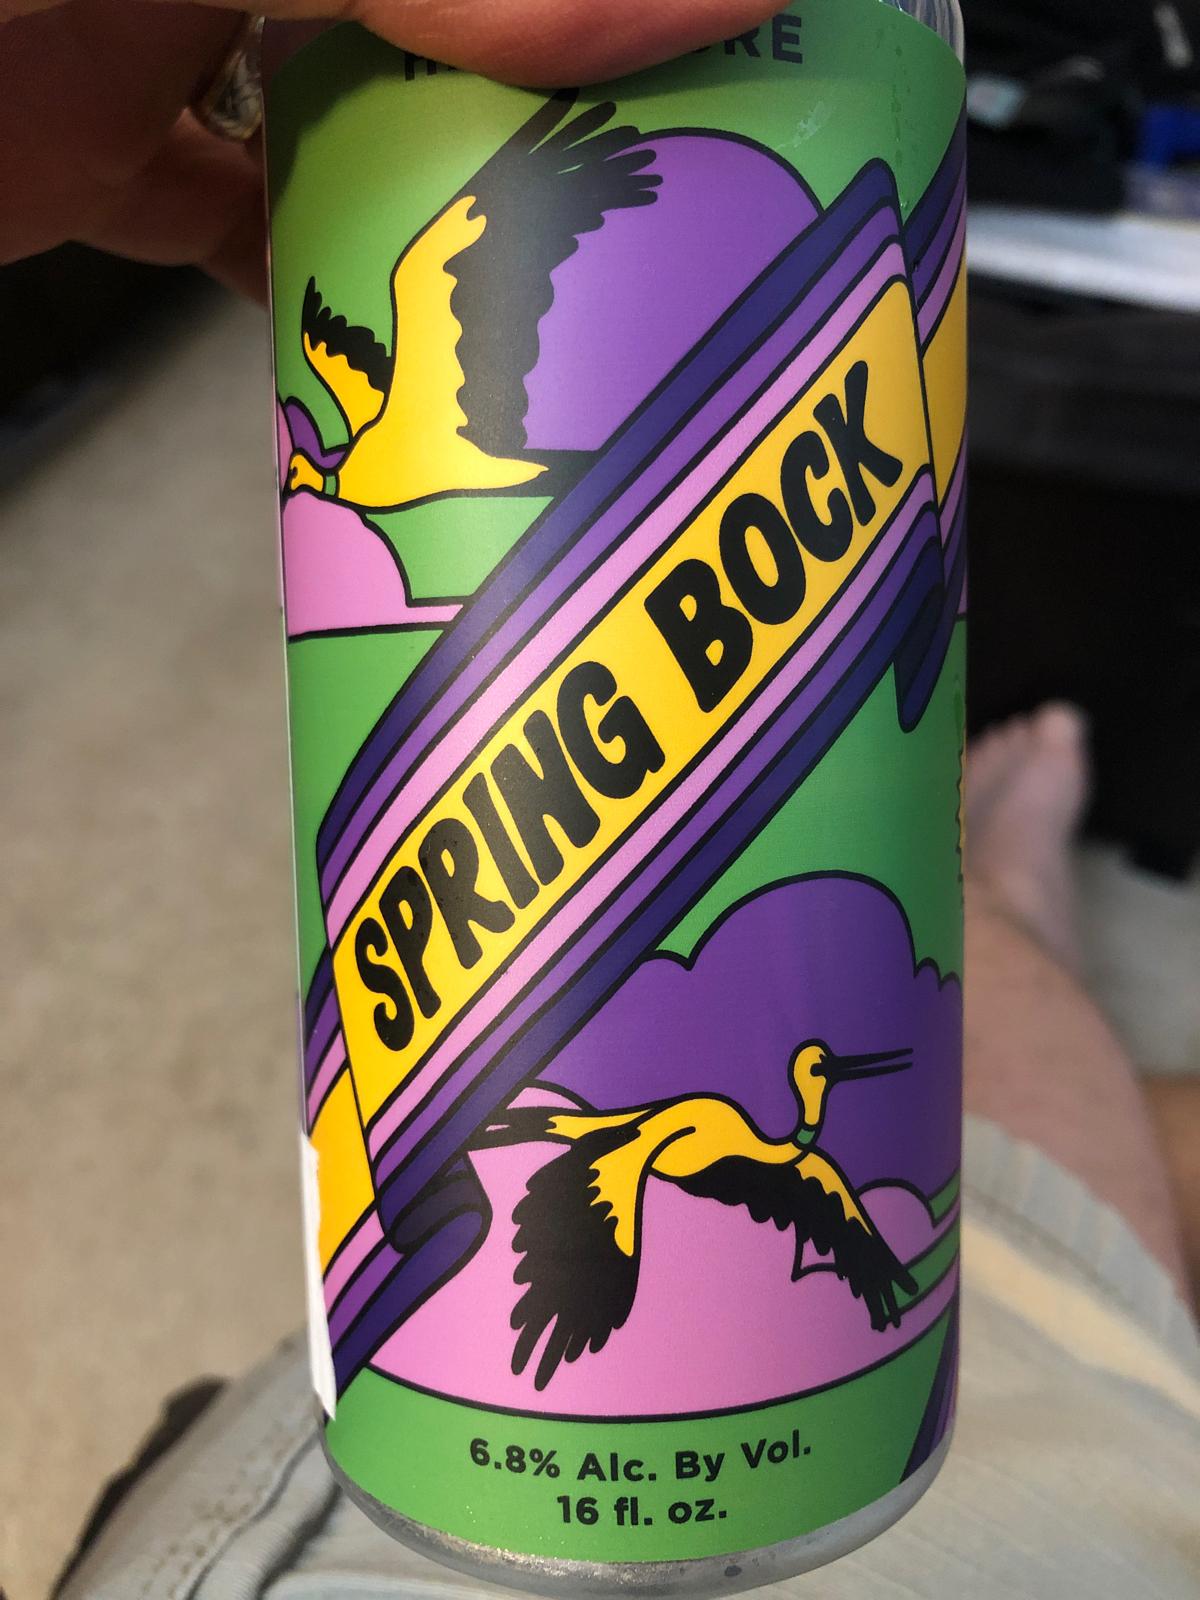 SPRING BOCK
6.8% Alc. By Vol.
16 fl. oz.